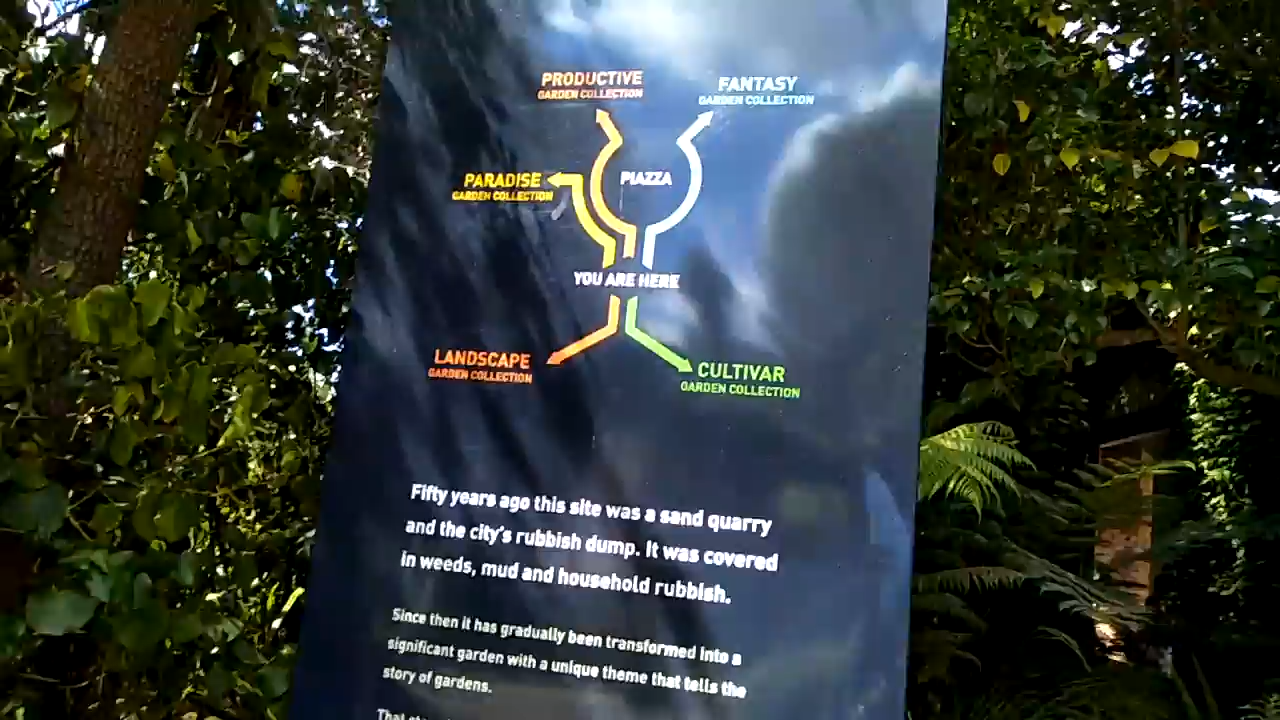 PRODUCTIVE
GARDEN COLLECTION
FANTASY
GARDEN COLLECTION
PARADISE
GARDEN COLLECTION
PIAZZA
YOU ARE HERE
LANDSCAPE
GARDEN COLLECTION
CULTIVAR
GARDEN COLLECTION
Fifty years ago this site was a sand quarry
and the city's rubbish dump. It was covered
in weeds, mud and household rubbish.
Since then it has gradually been transformed into a
significant garden with a unique theme that tells the
story of gardens.
That